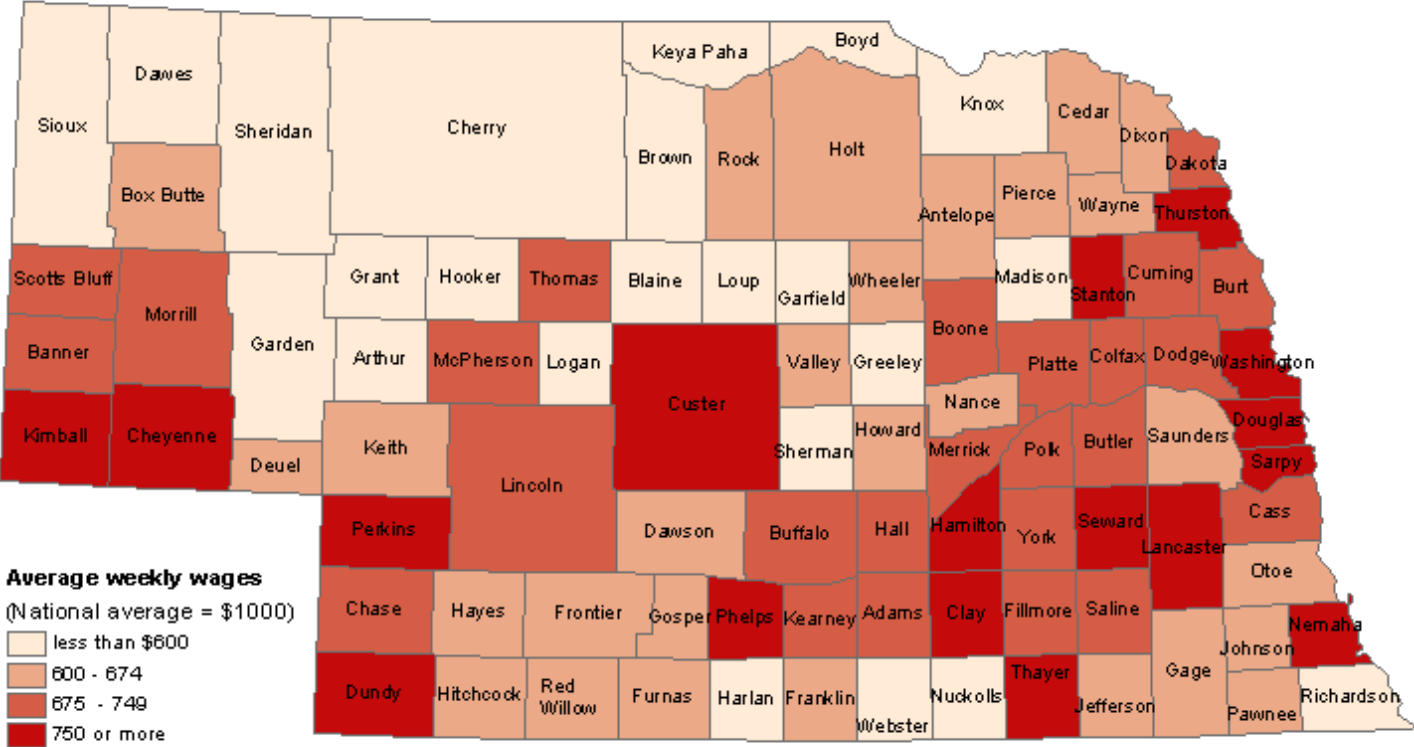 Keya Paha
Boyd
Dawes
Knox
Cedar
Sioux
Sheridan
Cherry
Dixon
Brown
Rock
Holt
Dakota
Box Butte
Pierce
Wayne
Antelope
Thurston
Scotts Bluff
Grant
Hooker
Thomas
Blaine
Loup
Garfield
Wheeler
Madison
Stanton
Cuming
Burt
Morrill
Boone
Garden
Banner
Arthur
McPherson
Logan
Valley
Greeley
Platte
Colfax
Dodge
Washington
Custer
Nance
Kimball
Cheyenne
Keith
Sherman
Howard
Merrick
Polk
Butler
Saunders
Douglas
Deuel
Sarpy
Lincoln
Perkins
Dawson
Buffalo
Hall
Hamilton
York
Seward
Lancaster
Cass
Otoe
Average weekly wages
(National average = $1000)
less than $600
600 - 674
675 - 749
750 or more
Chase
Hayes
Frontier
Gosper
Phelps
Kearney
Adams
Clay
Fillmore
Saline
Nemaha
Johnson
Gage
Dundy
Hitchcock
Red
Willow
Furnas
Harlan
Franklin
Webster
Nuckolls
Thayer
Jefferson
Pawnee
Richardson